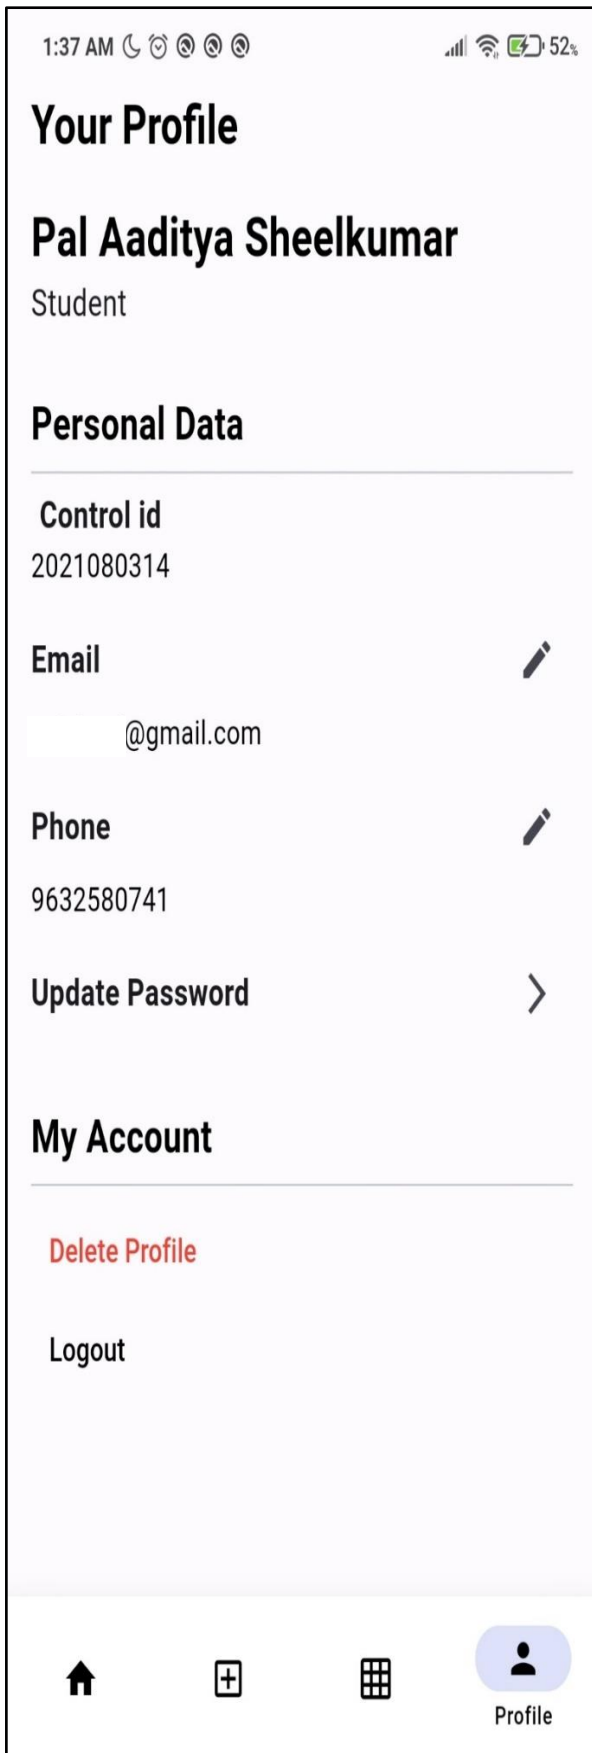 1:37 AM 52%
Your Profile
Pal Aaditya Sheelkumar
Student
Personal Data
Control id
2021080314
Email
@gmail.com
Phone
9632580741
Update Password
My Account
Delete Profile
Logout
Profile